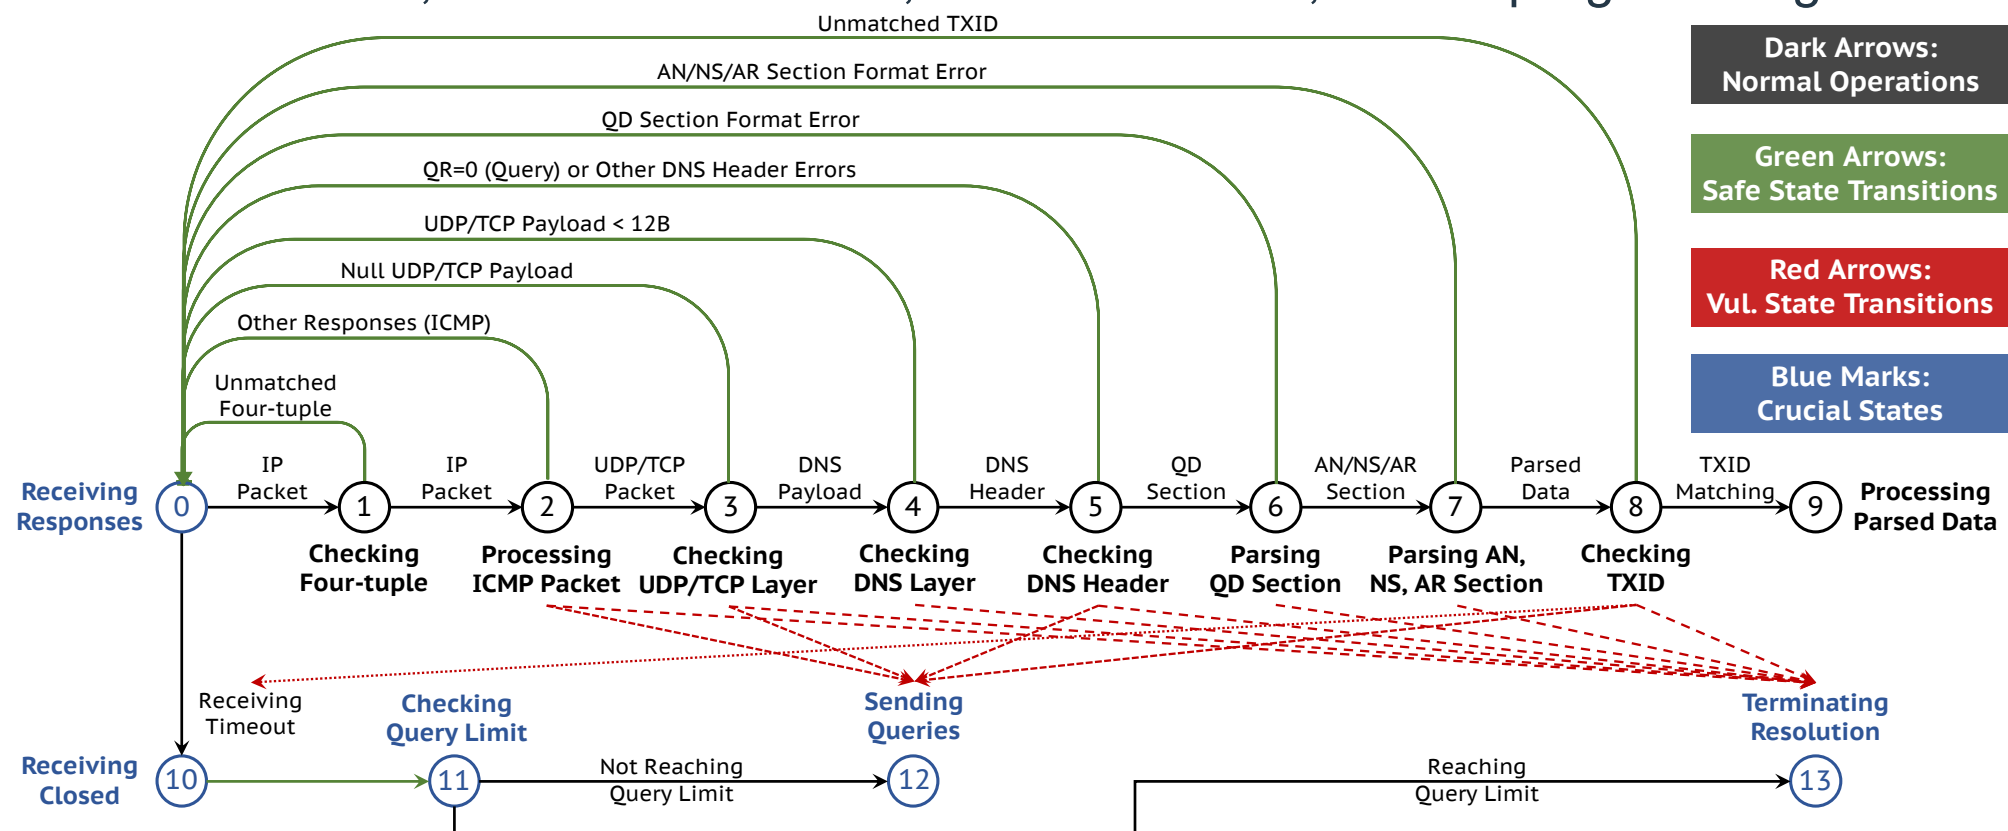 Unmatched TXID
AN/NS/AR Section Format Error
QD Section Format Error
QR=0 (Query) or Other DNS Header Errors
UDP/TCP Payload < 12B
Null UDP/TCP Payload
Other Responses (ICMP)
Unmatched
Four-tuple
Dark Arrows:
Normal Operations
Green Arrows:
Safe State Transitions
Red Arrows:
Vul. State Transitions
Blue Marks:
Crucial States
Receiving
Responses
0
IP
Packet
1
IP
Packet
2
UDP/TCP
Packet
3
DNS
Payload
4
DNS
Header
5
QD
Section
6
AN/NS/AR
Section
7
Parsed
Data
8
TXID
Matching
9
Processing
Parsed Data
Checking
Four-tuple
Processing
ICMP Packet
Checking
UDP/TCP Layer
Checking
DNS Layer
Checking
DNS Header
Parsing
QD Section
Parsing AN,
NS, AR Section
Checking
TXID
Receiving
Timeout
Checking
Query Limit
Sending
Queries
Terminating
Resolution
Receiving
Closed
10
11
Not Reaching
Query Limit
12
Reaching
Query Limit
13